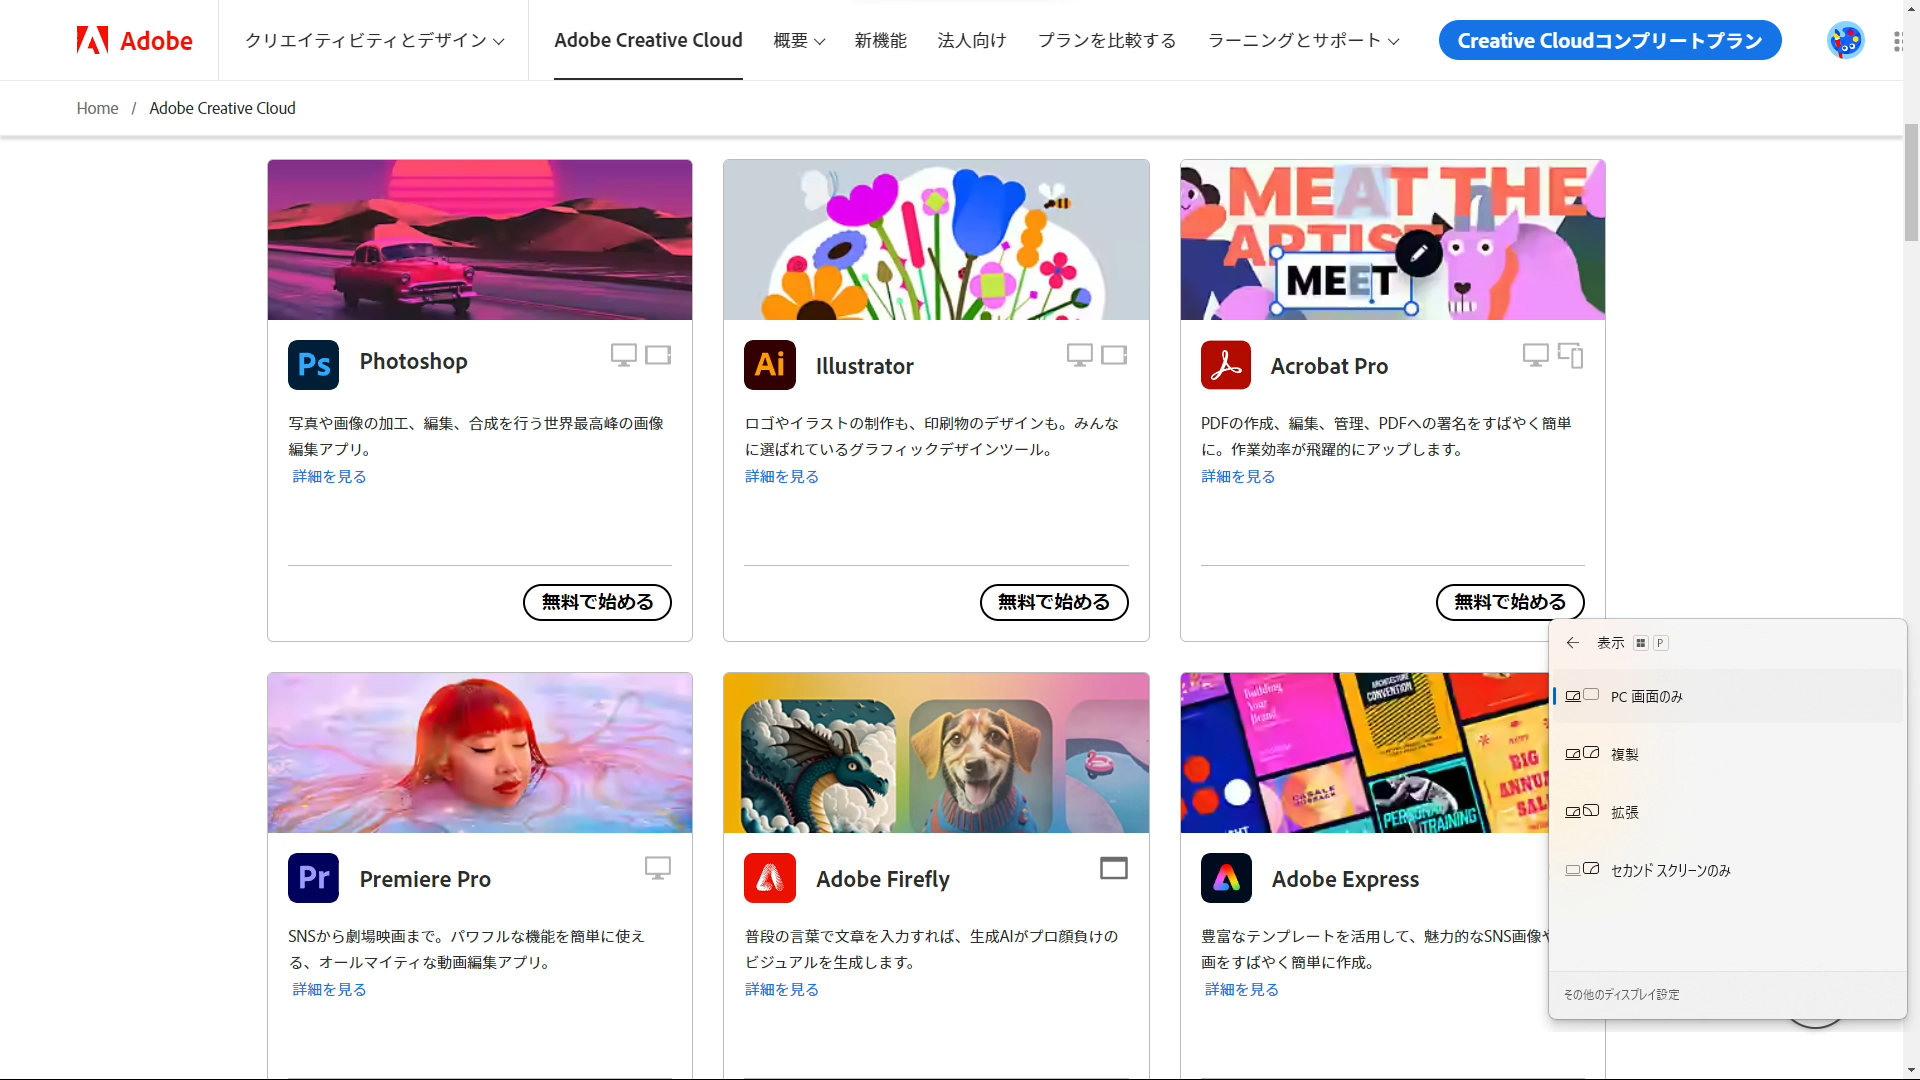 Adobe
クリエイティビティとデザイン
Adobe Creative Cloud
概要
新機能
法人向け
プランを比較する
ラーニングとサポート
Creative Cloudコンプリートプラン
Home / Adobe Creative Cloud
MEAT THE
ARTIST
MEET
Ps
Photoshop
写真や画像の加工、編集、合成を行う世界最高峰の画像
編集アプリ。
詳細を見る
無料で始める
Ai
Illustrator
ロゴやイラストの制作も、印刷物のデザインも。みんな
に選ばれているグラフィックデザインツール。
詳細を見る
無料で始める
Acrobat Pro
PDFの作成、編集、管理、PDFへの署名をすばやく簡単
に。作業効率が飛躍的にアップします。
詳細を見る
無料で始める
Pr
Premiere Pro
SNSから劇場映画まで。パワフルな機能を簡単に使え
る、オールマイティな動画編集アプリ。
詳細を見る
Adobe Firefly
普段の言葉で文章を入力すれば、生成AIがプロ顔負けの
ビジュアルを生成します。
詳細を見る
Building
Your
Brand
ARCHITECTURE
CONVENTION
HAPPY
BIG
ANNUA
SAL
PERSONAL
TRAINING
Adobe Express
豊富なテンプレートを活用して、魅力的なSNS画像や
画をすばやく簡単に作成。
詳細を見る
表示 P
PC 画面のみ
複製
拡張
セカンド スクリーンのみ
その他のディスプレイ設定